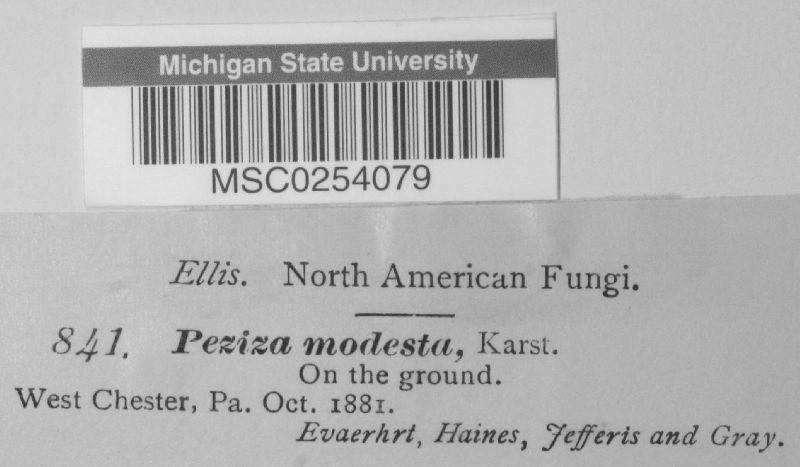 Michigan State University
MSC0254079
Ellis. North American Fungi.
841. Peziza modesta, Karst.
On the ground.
West Chester, Pa. Oct. 1881.
Evaerhrt, Haines, Jefferis and Gray.